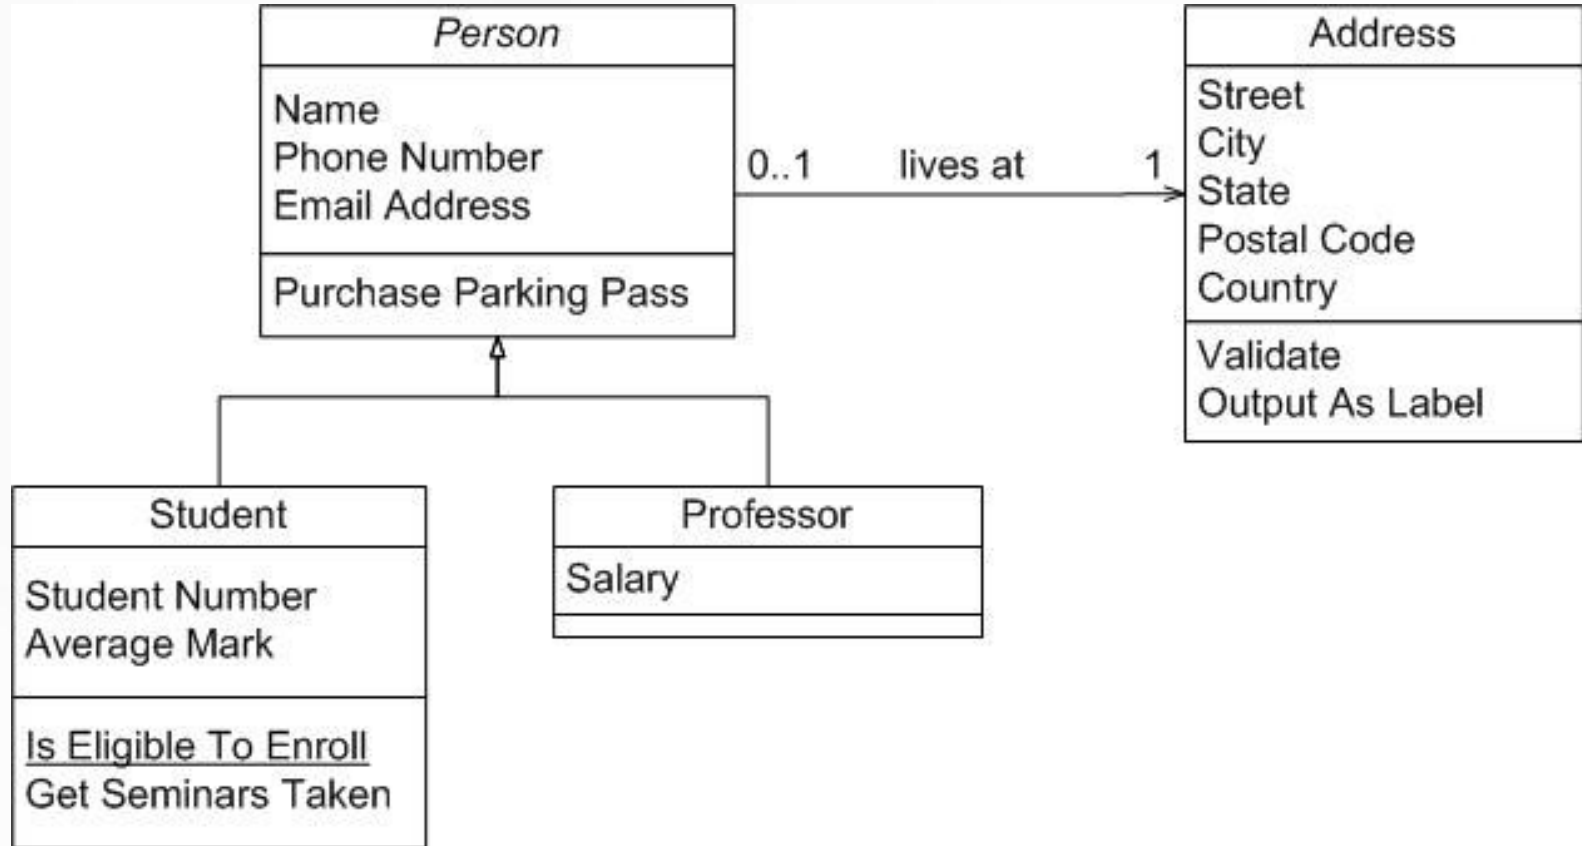 Person
Name
Phone Number
Email Address
Purchase Parking Pass
0..1 lives at 1
Address
Street
City
State
Postal Code
Country
Validate
Output As Label
Student
Student Number
Average Mark
Is Eligible To Enroll
Get Seminars Taken
Professor
Salary